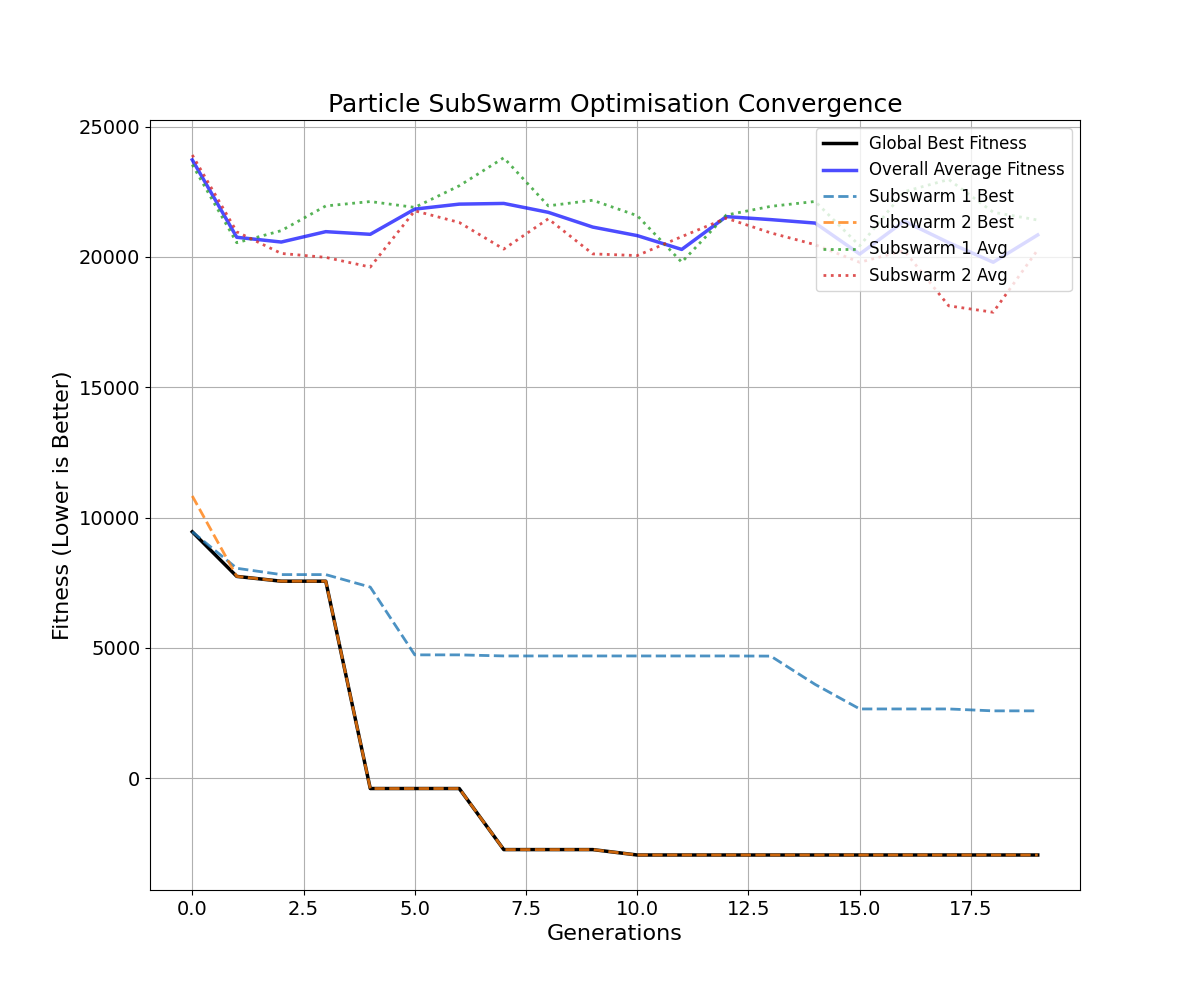 Particle SubSwarm Optimisation Convergence
25000
20000
15000
10000
5000
0
Fitness (Lower is Better)
Global Best Fitness
Overall Average Fitness
Subswarm 1 Best
Subswarm 2 Best
Subswarm 1 Avg
Subswarm 2 Avg
0.0 2.5 5.0 7.5 10.0 12.5 15.0 17.5
Generations